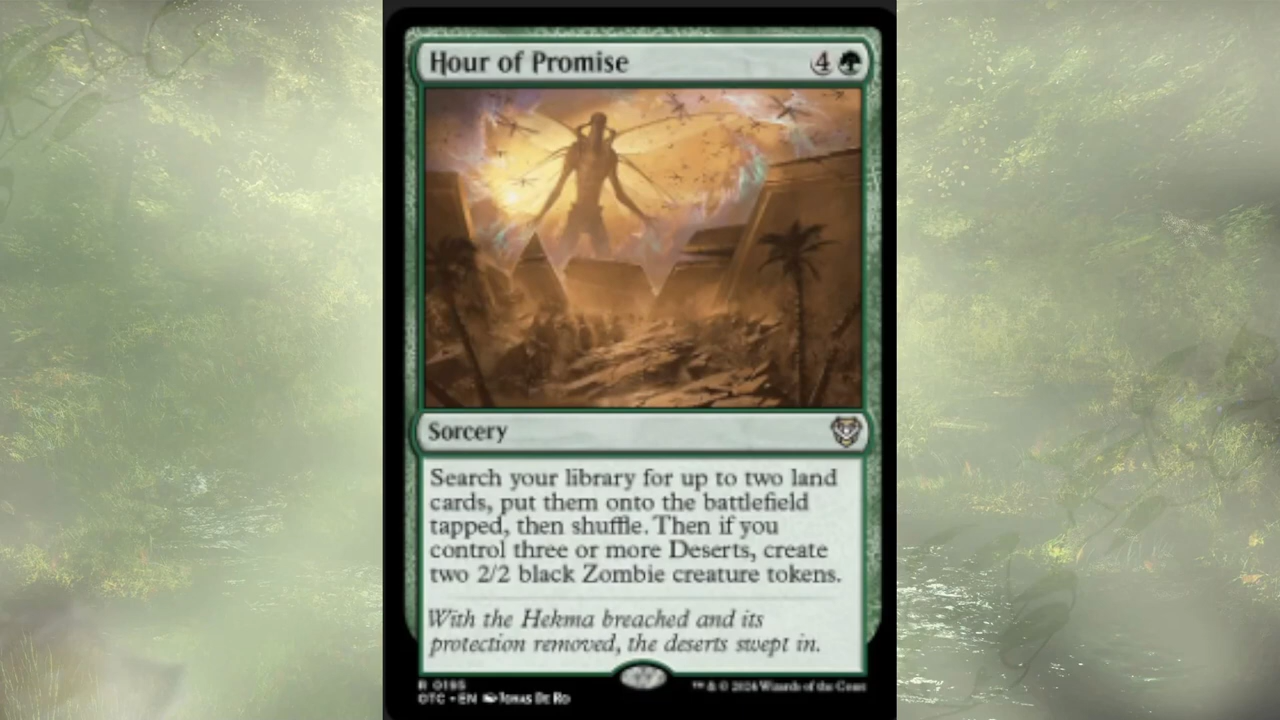 Hour of Promise 4
Sorcery
Search your library for up to two land
cards, put them onto the battlefield
tapped, then shuffle. Then if you
control three or more Deserts, create
two 2/2 black Zombie creature tokens.
With the Hekma breached and its
protection removed, the deserts swept in.
R 0195 ™ & © 2024 Wizards of the Coast
OTC • EN Jonas De Ro